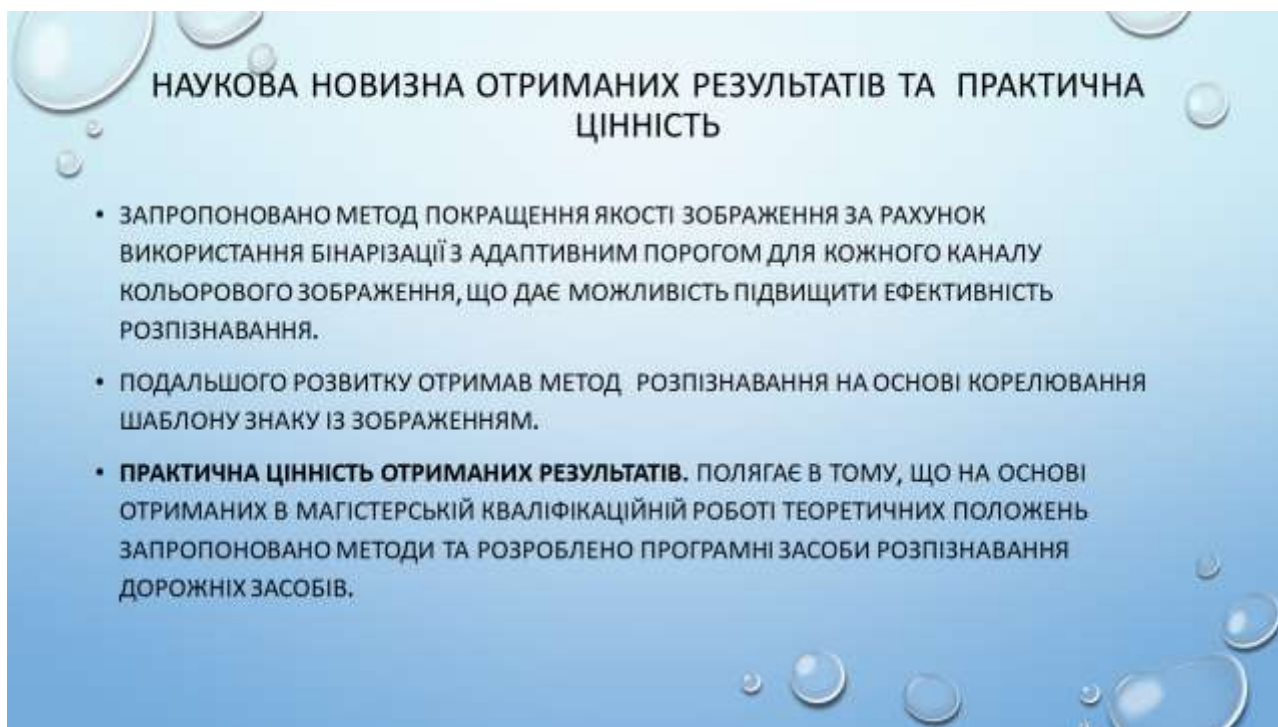 НАУКОВА НОВИЗНА ОТРИМАНИХ РЕЗУЛЬТАТІВ ТА ПРАКТИЧНА
ЦІННІСТЬ
• ЗАПРОПОНОВАНО МЕТОД ПОКРАЩЕННЯ ЯКОСТІ ЗОБРАЖЕННЯ ЗА РАХУНОК
ВИКОРИСТАННЯ БІНАРІЗАЦІЇ З АДАПТИВНИМ ПОРОГОМ ДЛЯ КОЖНОГО КАНАЛУ
КОЛЬОРОВОГО ЗОБРАЖЕННЯ, ЩО ДАЄ МОЖЛИВІСТЬ ПІДВИЩИТИ ЕФЕКТИВНІСТЬ
РОЗПІЗНАВАННЯ.
• ПОДАЛЬШОГО РОЗВИТКУ ОТРИМАВ МЕТОД РОЗПІЗНАВАННЯ НА ОСНОВІ КОРЕЛЮВАННЯ
ШАБЛОНУ ЗНАКУ ІЗ ЗОБРАЖЕННЯМ.
• ПРАКТИЧНА ЦІННІСТЬ ОТРИМАНИХ РЕЗУЛЬТАТІВ. ПОЛЯГАЄ В ТОМУ, ЩО НА ОСНОВІ
ОТРИМАНИХ В МАГІСТЕРСЬКІЙ КВАЛІФІКАЦІЙНІЙ РОБОТІ ТЕОРЕТИЧНИХ ПОЛОЖЕНЬ
ЗАПРОПОНОВАНО МЕТОДИ ТА РОЗРОБЛЕНО ПРОГРАМНІ ЗАСОБИ РОЗПІЗНАВАННЯ
ДОРОЖНІХ ЗАСОБІВ.